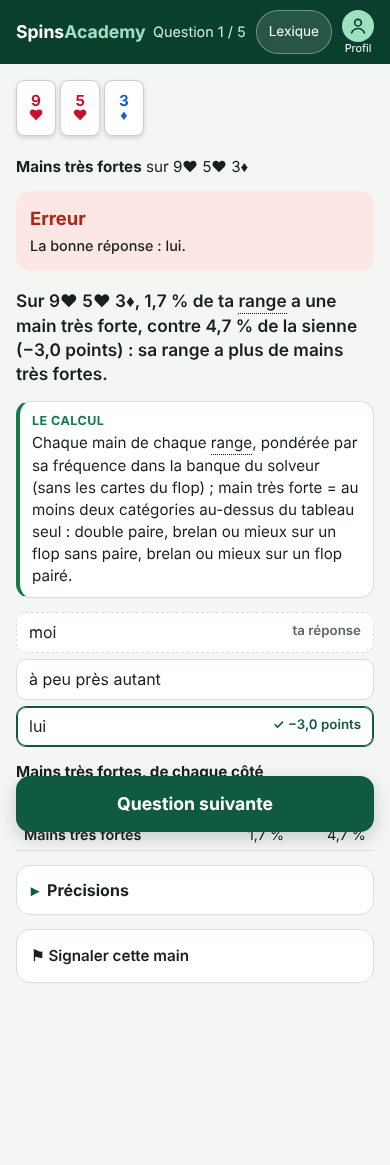 SpinsAcademy Question 1 / 5 Lexique
Profil
9 5 3
♥ ♥ ♦
Mains très fortes sur 9♥ 5♥ 3♦
Erreur
La bonne réponse : lui.
Sur 9♥ 5♥ 3♦, 1,7 % de ta range a une
main très forte, contre 4,7 % de la sienne
(−3,0 points) : sa range a plus de mains
très fortes.
LE CALCUL
Chaque main de chaque range, pondérée par
sa fréquence dans la banque du solveur
(sans les cartes du flop) ; main très forte = au
moins deux catégories au-dessus du tableau
seul : double paire, brelan ou mieux sur un
flop sans paire, brelan ou mieux sur un flop
pairé.
moi ta réponse
à peu près autant
lui ✓ −3,0 points
Mains très fortes, de chaque côté
Question suivante
Mains très fortes 1,7 % 4,7 %
▸ Précisions
⚑ Signaler cette main